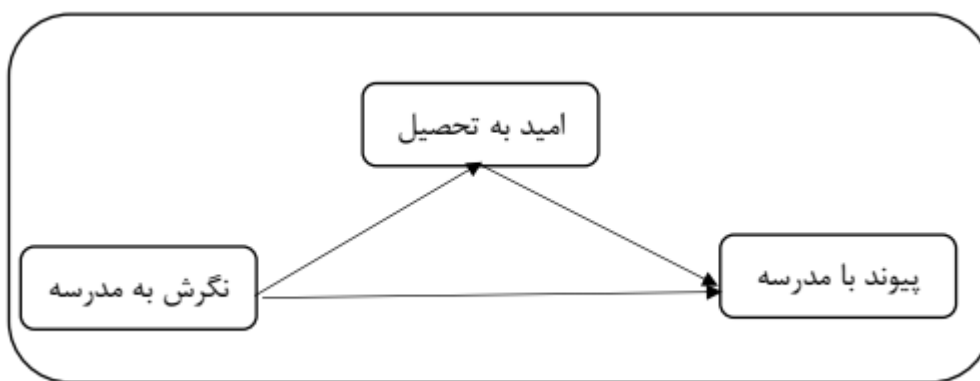 امید به تحصیل
نگرش به مدرسه
پیوند با مدرسه